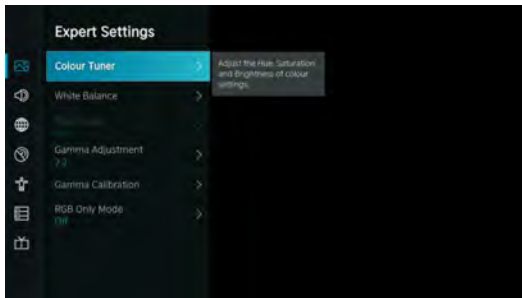 Expert Settings
Colour Tuner
Adjust the Hue, Saturation
and Brightness of colour
settings.
White Balance
Gamma Adjustment
2.2
Gamma Calibration
RGB Only Mode
Off